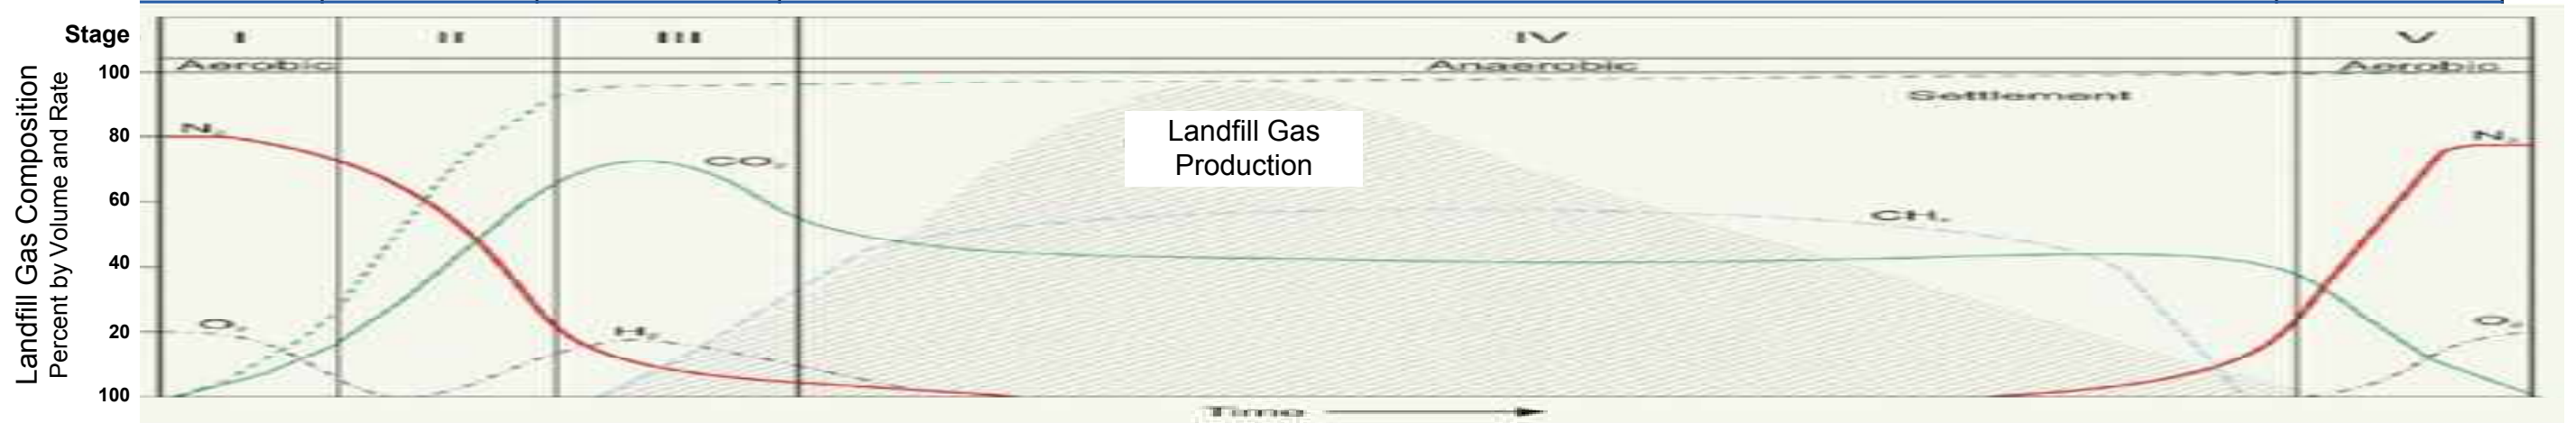 Stage I II III IV V
Aerobic Anaerobic Aerobic
Landfill Gas Composition
Percent by Volume and Rate
100
80
60
40
20
100
Settlement
Landfill Gas
Production
N₂
CO₂
O₂
H₂
CH₄
N₂
O₂
Time